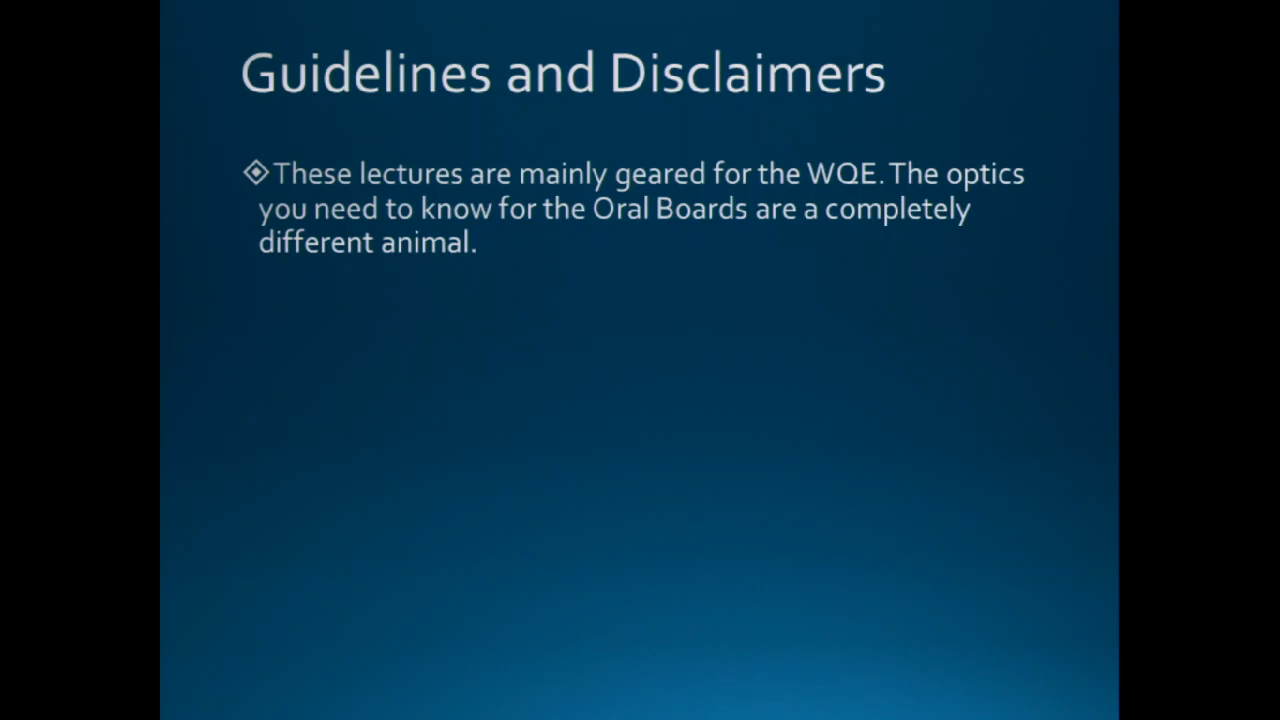 Guidelines and Disclaimers
These lectures are mainly geared for the WQE. The optics
you need to know for the Oral Boards are a completely
different animal.